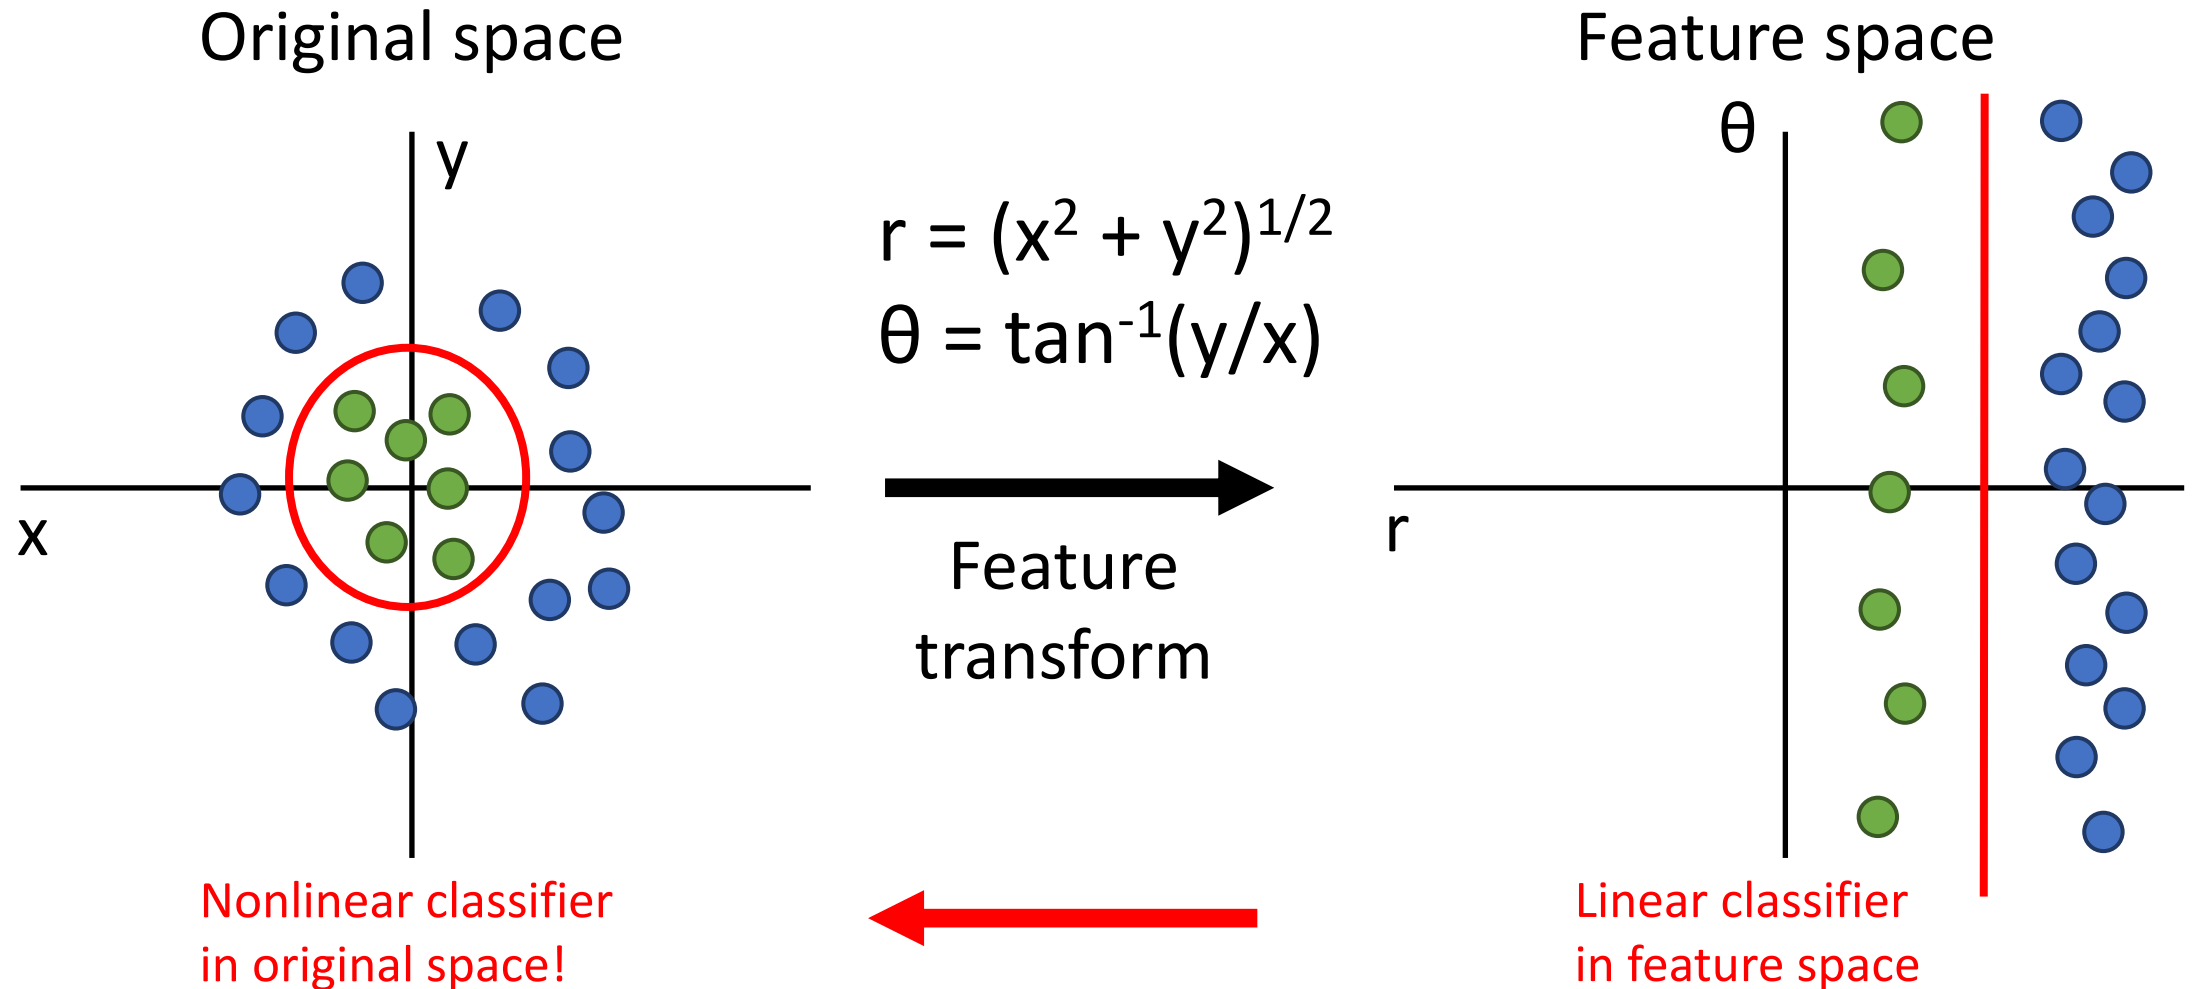 Original space
Feature space
y
θ
r = (x² + y²)¹/²
θ = tan⁻¹(y/x)
x
r
Feature
transform
Nonlinear classifier
in original space!
Linear classifier
in feature space